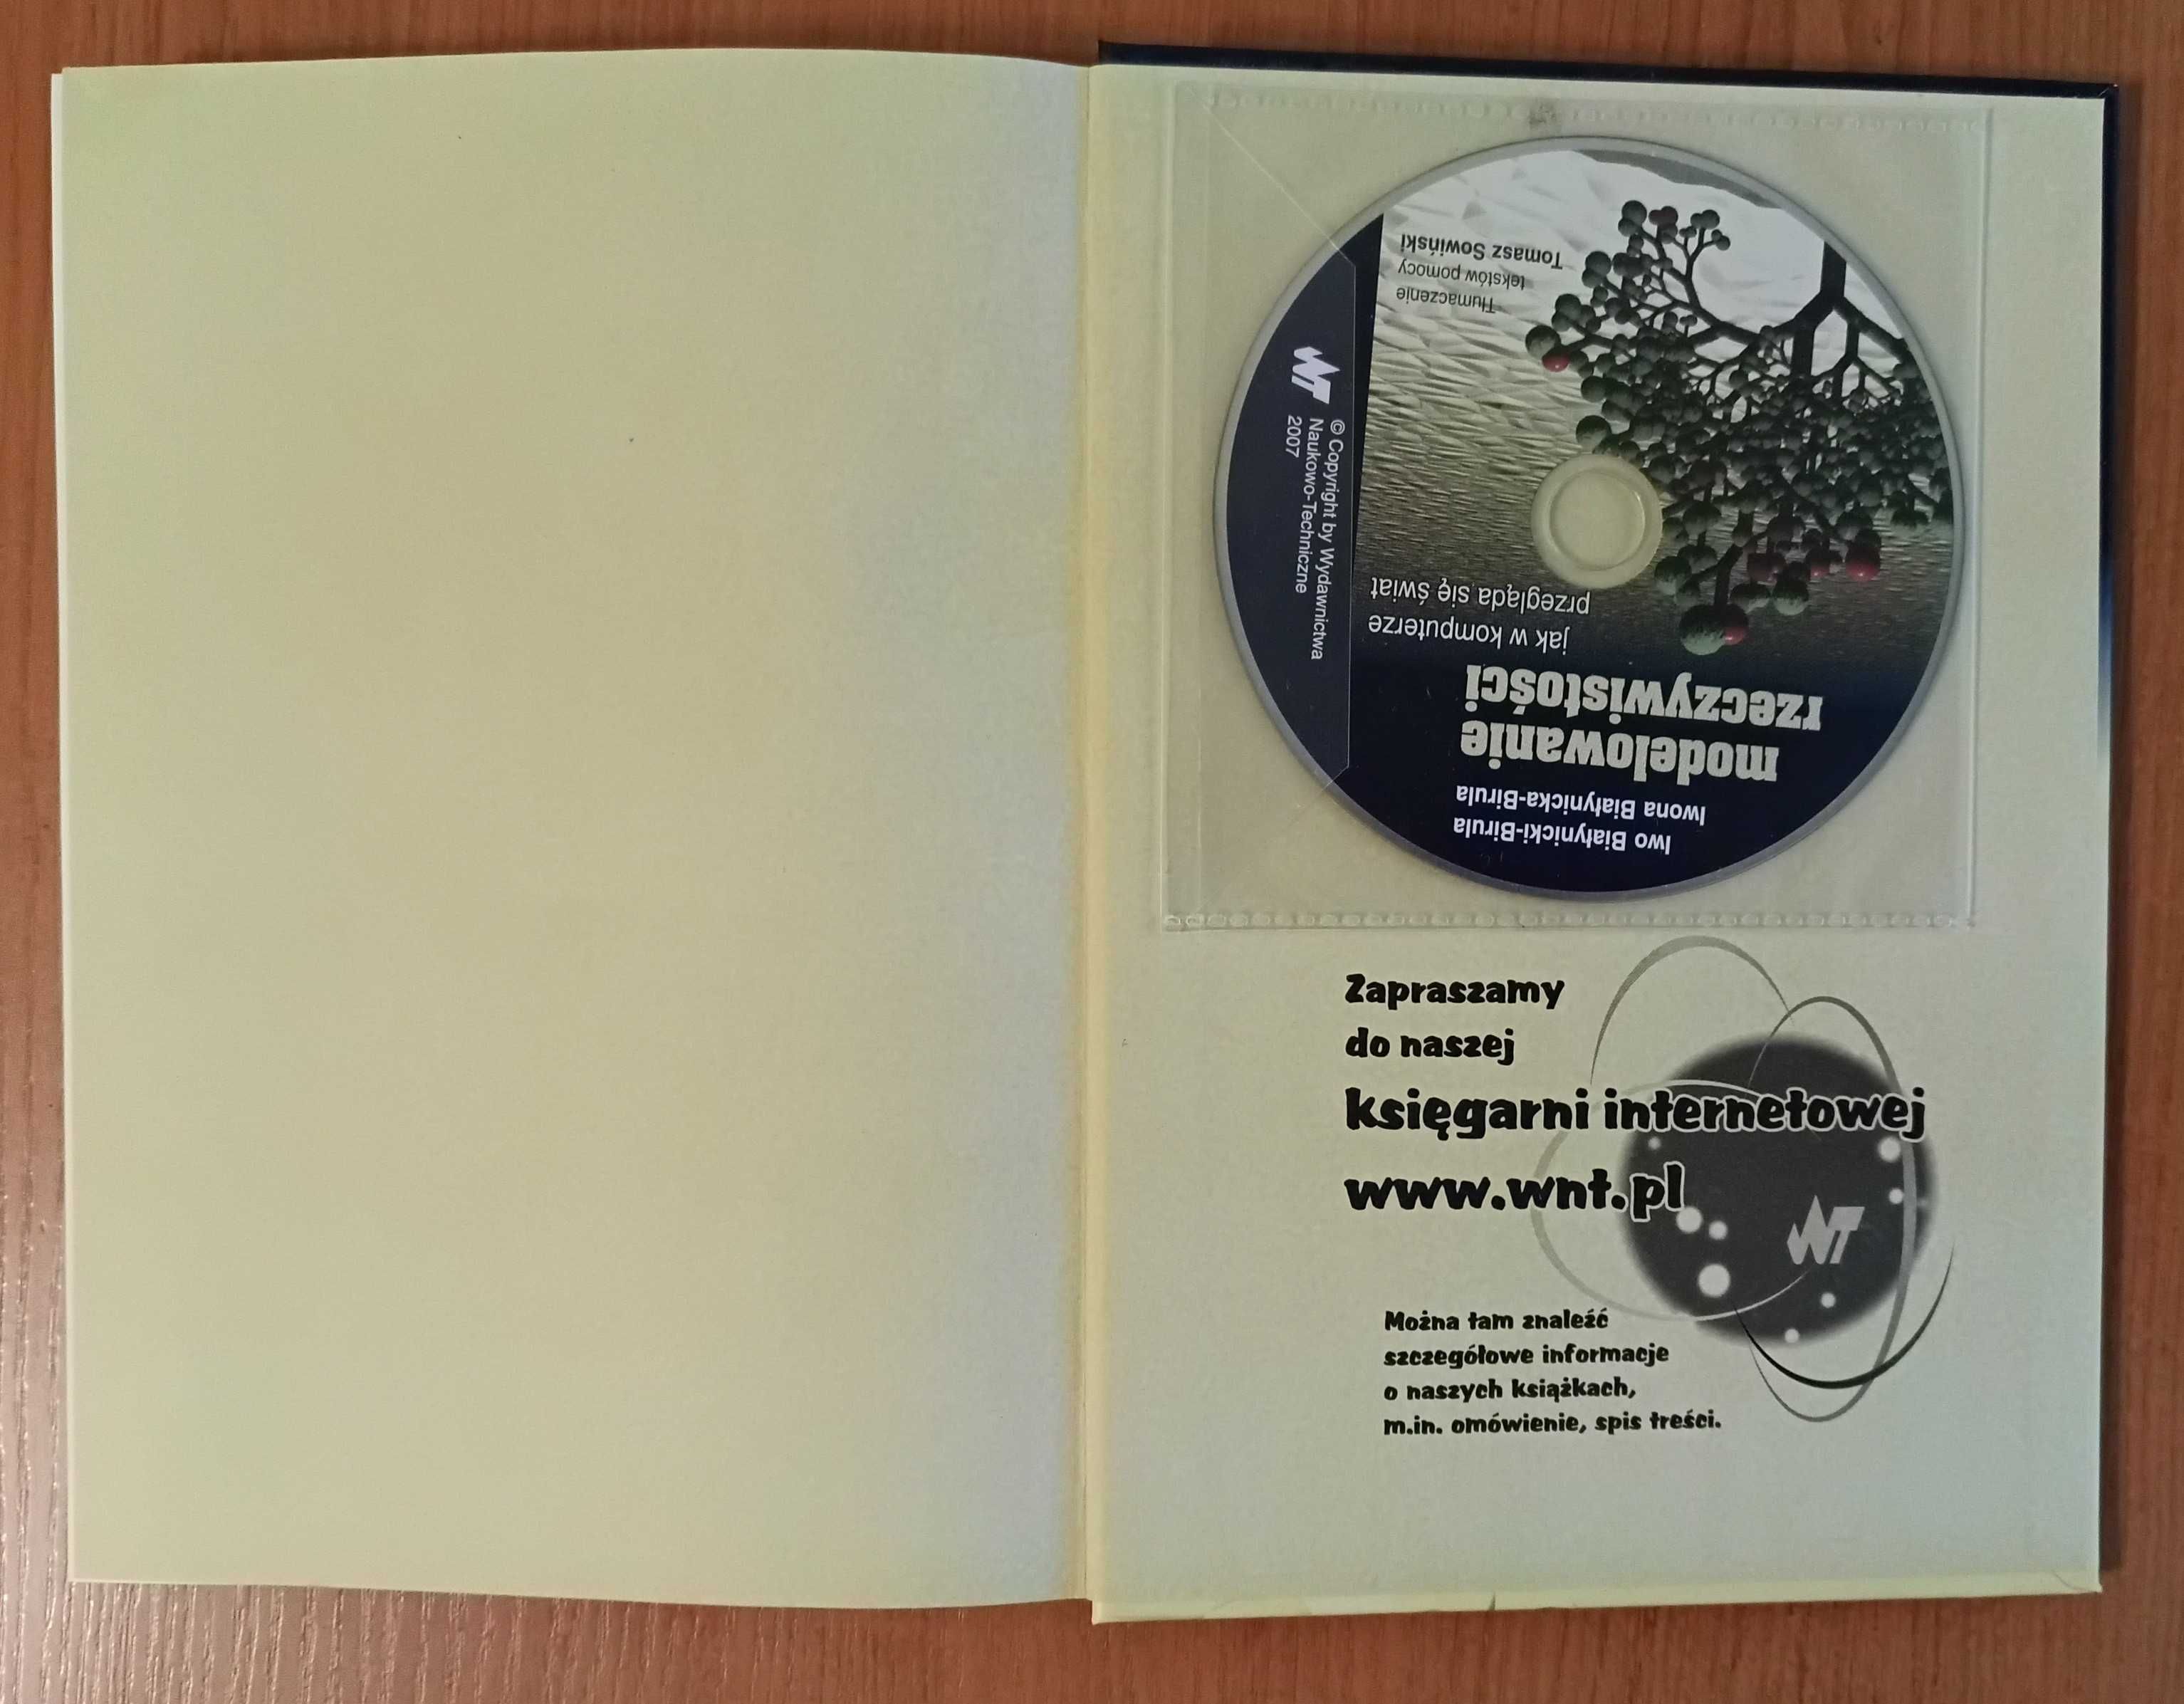 Iwo Białynicki-Birula
Iwona Białynicka-Birula
modelowanie
rzeczywistości
jak w komputerze
przegląda się świat
Tłumaczenie
tekstów pomocy
Tomasz Sowiński
WNT
© Copyright by Wydawnictwa
Naukowo-Techniczne
2007
Zapraszamy
do naszej
księgarni internetowej
www.wnt.pl
WNT
Można tam znaleźć
szczegółowe informacje
o naszych książkach,
m.in. omówienie, spis treści.